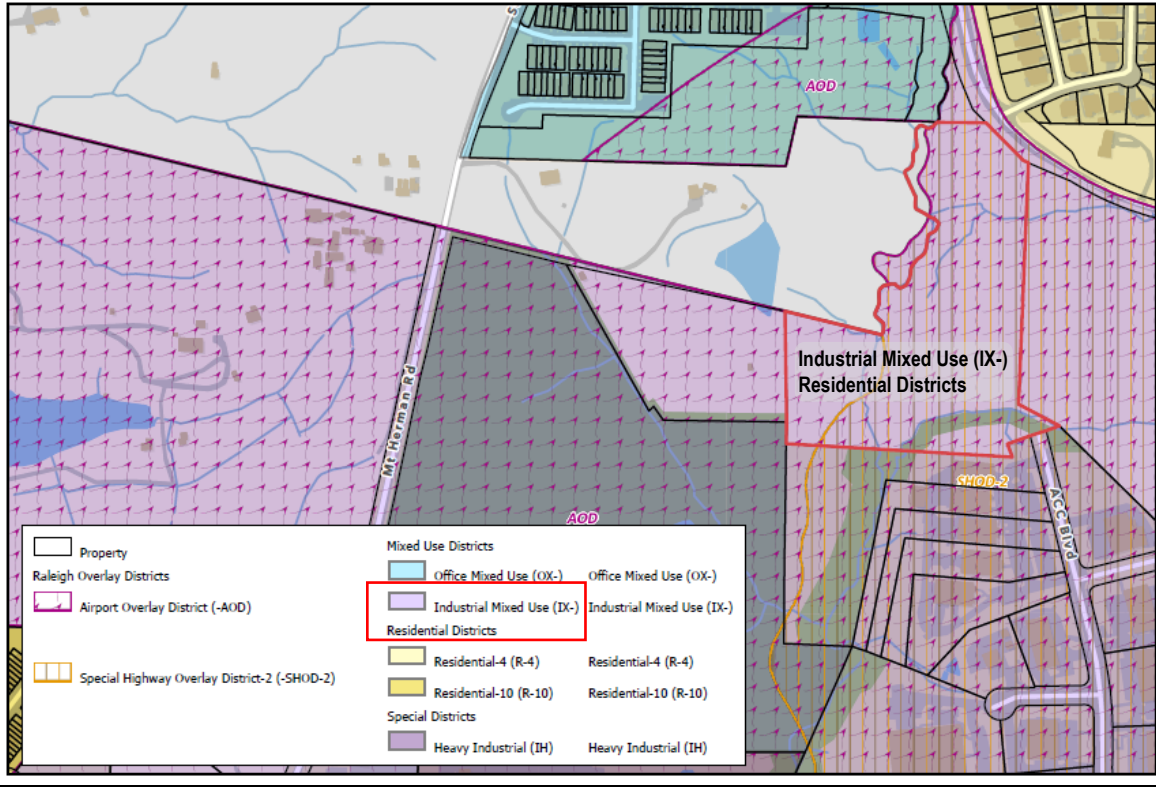 S
AOD
Industrial Mixed Use (IX-)
Residential Districts
Mt Herman Rd
SHOD-2
ACC Blvd
AOD
Property
Raleigh Overlay Districts
Airport Overlay District (-AOD)
Special Highway Overlay District-2 (-SHOD-2)
Mixed Use Districts
Office Mixed Use (OX-) Office Mixed Use (OX-)
Industrial Mixed Use (IX-) Industrial Mixed Use (IX-)
Residential Districts
Residential-4 (R-4) Residential-4 (R-4)
Residential-10 (R-10) Residential-10 (R-10)
Special Districts
Heavy Industrial (IH) Heavy Industrial (IH)